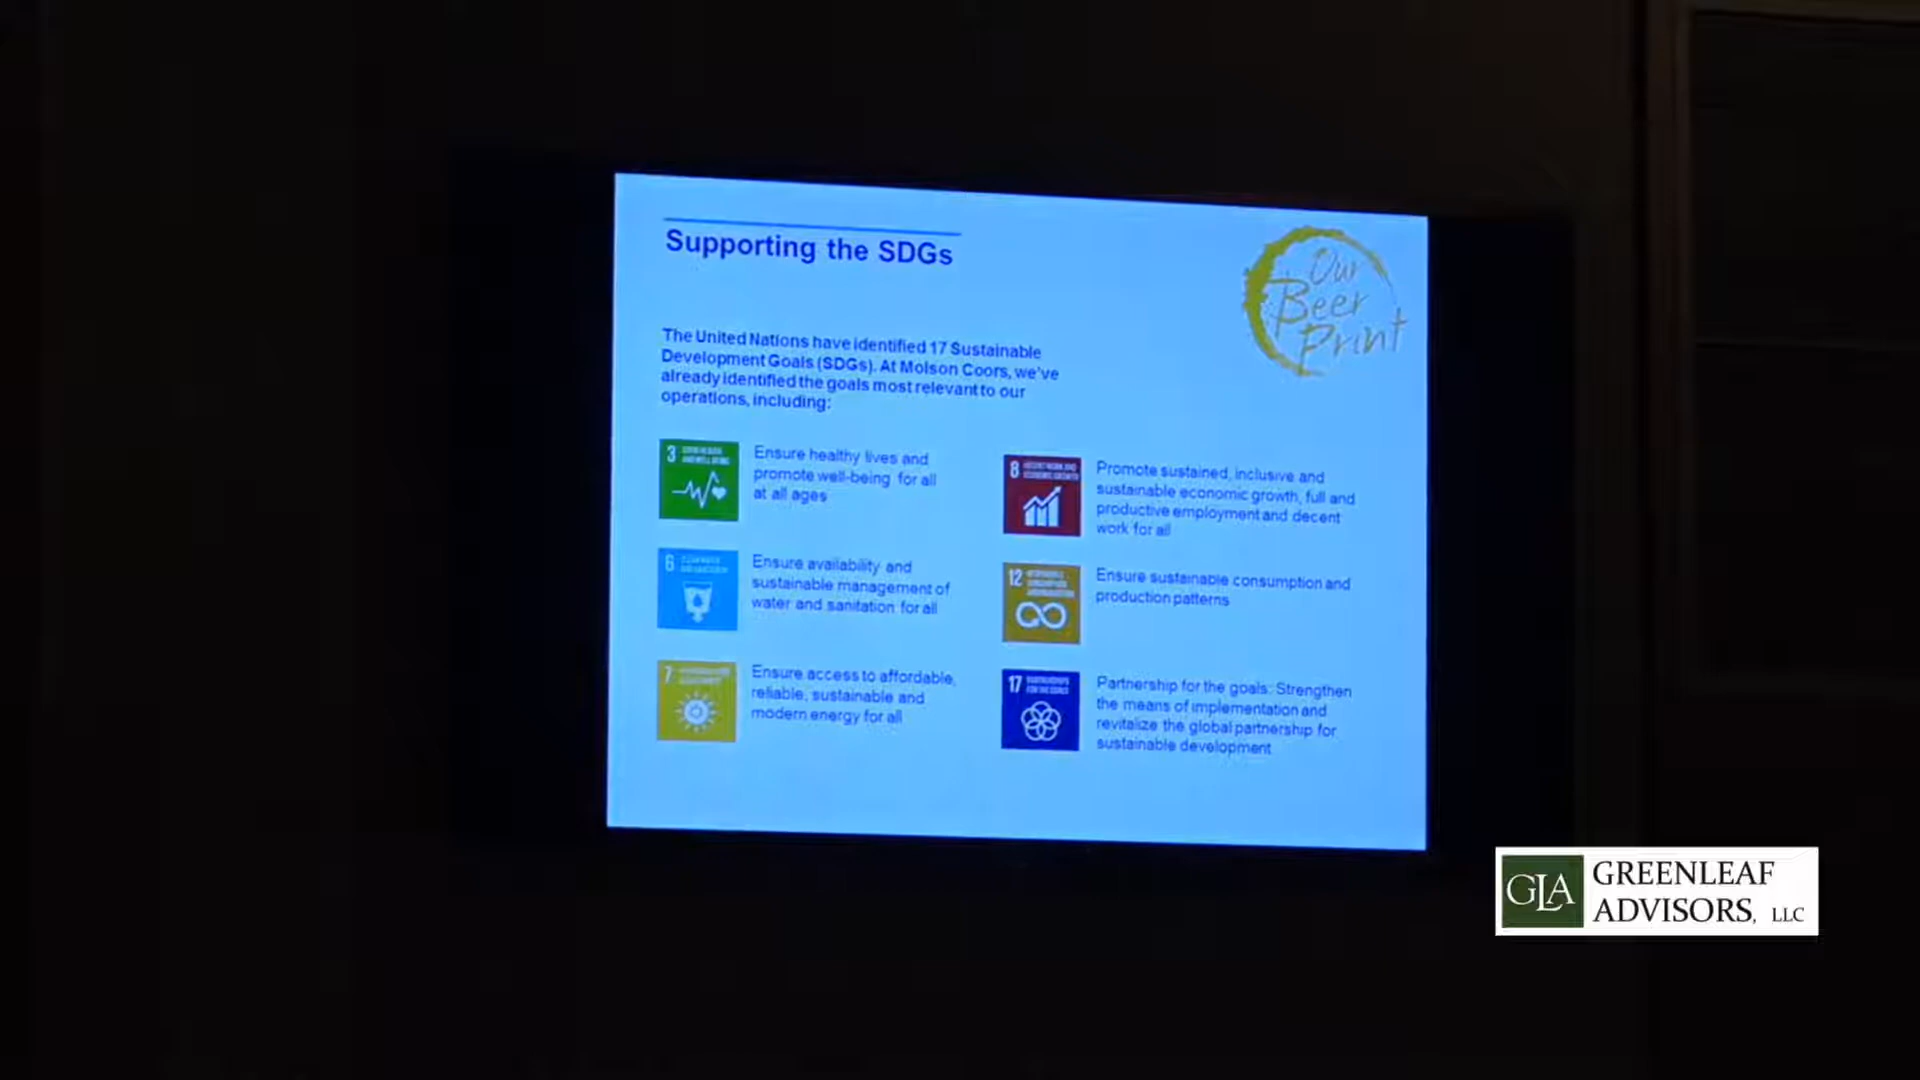 Supporting the SDGs
Our
Beer
Print
The United Nations have identified 17 Sustainable
Development Goals (SDGs). At Molson Coors, we've
already identified the goals most relevant to our
operations, including:
3
Ensure healthy lives and
promote well-being for all
at all ages
6
Ensure availability and
sustainable management of
water and sanitation for all
7
Ensure access to affordable,
reliable, sustainable and
modern energy for all
8
Promote sustained, inclusive and
sustainable economic growth, full and
productive employment and decent
work for all
12
Ensure sustainable consumption and
production patterns
17 PARTNERSHIPS
FOR THE GOALS
Partnership for the goals: Strengthen
the means of implementation and
revitalize the global partnership for
sustainable development
GLA
GREENLEAF
ADVISORS, LLC